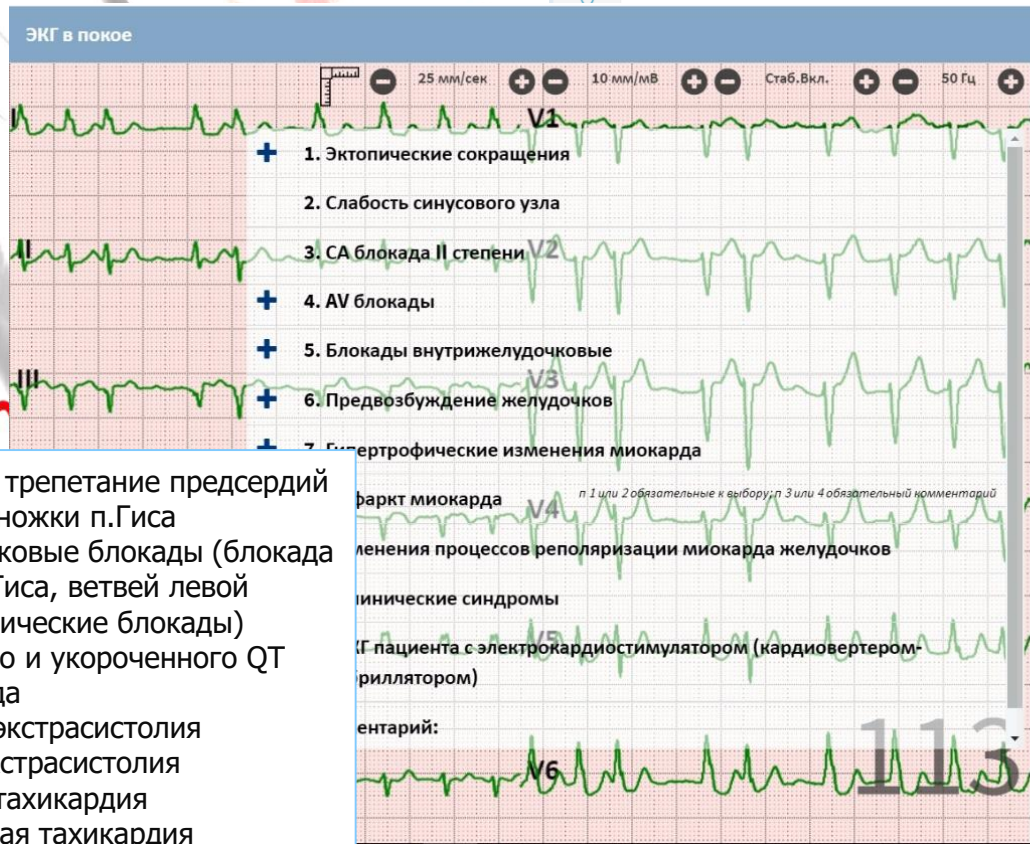 ЭКГ в покое
25 мм/сек
10 мм/мВ
Стаб.Вкл.
50 Гц
I
V1
1. Эктопические сокращения
2. Слабость синусового узла
II
3. СА блокада II степени
V2
4. AV блокады
5. Блокады внутрижелудочковые
III
V3
6. Предвозбуждение желудочков
7. Гипертрофические изменения миокарда
фаркт миокарда
п 1 или 2 обязательные к выбору; п 3 или 4 обязательный комментарий
V4
менения процессов реполяризации миокарда желудочков
инические синдромы
КГ пациента с электрокардиостимулятором (кардиовертером-
V5
риллятором)
ентарий:
113
V6
трепетание предсердий
ножки п.Гиса
ковые блокады (блокада
Гиса, ветвей левой
ические блокады)
о и укороченного QT
да
экстрасистолия
страсистолия
тахикардия
ая тахикардия